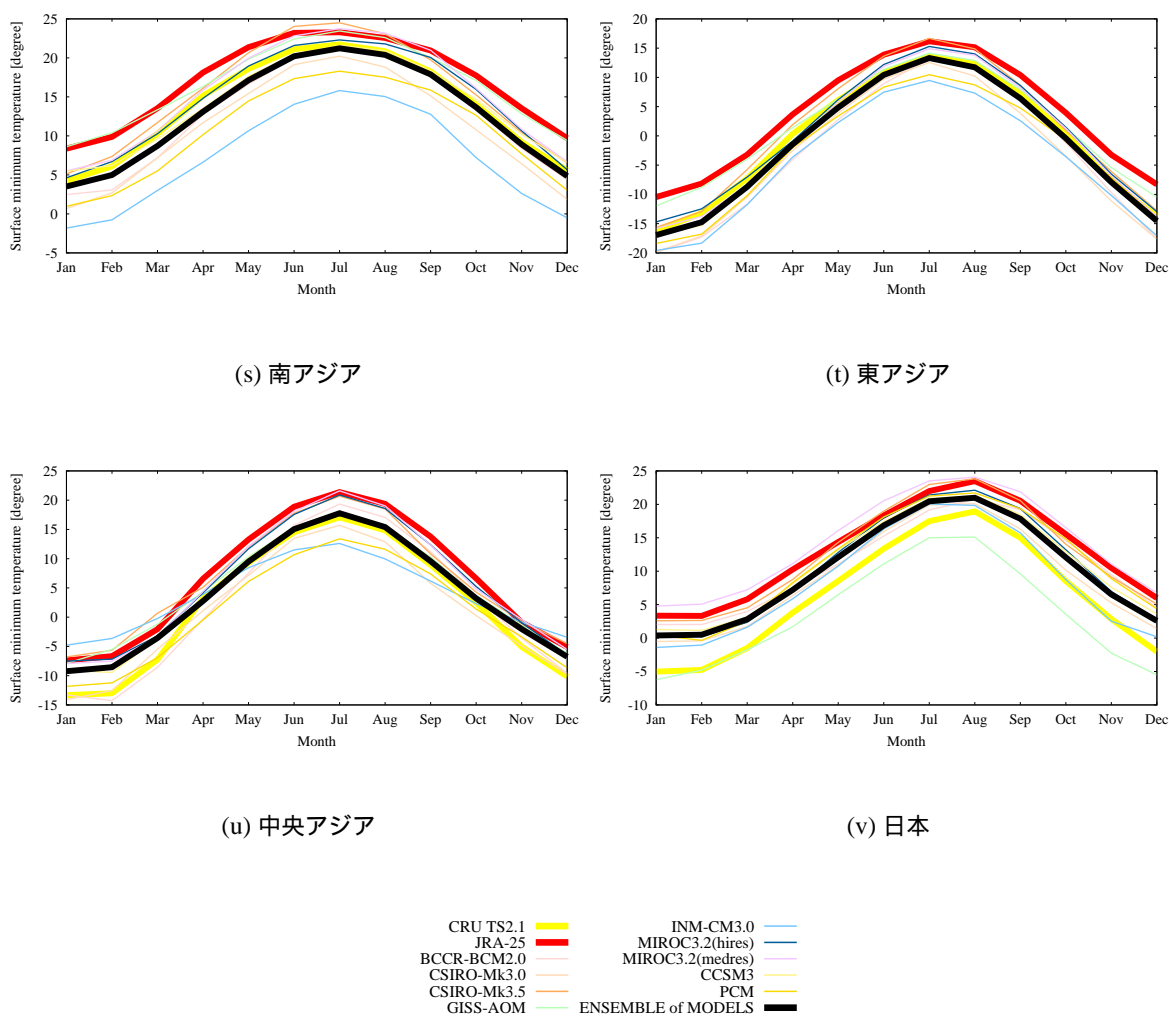 Surface minimum temperature [degree]
25
20
15
10
5
0
-5
Jan Feb Mar Apr May Jun Jul Aug Sep Oct Nov Dec
Month
(s) 南アジア
Surface minimum temperature [degree]
20
15
10
5
0
-5
-10
-15
-20
Jan Feb Mar Apr May Jun Jul Aug Sep Oct Nov Dec
Month
(t) 東アジア
Surface minimum temperature [degree]
25
20
15
10
5
0
-5
-10
-15
Jan Feb Mar Apr May Jun Jul Aug Sep Oct Nov Dec
Month
(u) 中央アジア
Surface minimum temperature [degree]
25
20
15
10
5
0
-5
-10
Jan Feb Mar Apr May Jun Jul Aug Sep Oct Nov Dec
Month
(v) 日本
CRU TS2.1
JRA-25
BCCR-BCM2.0
CSIRO-Mk3.0
CSIRO-Mk3.5
GISS-AOM
INM-CM3.0
MIROC3.2(hires)
MIROC3.2(medres)
CCSM3
PCM
ENSEMBLE of MODELS